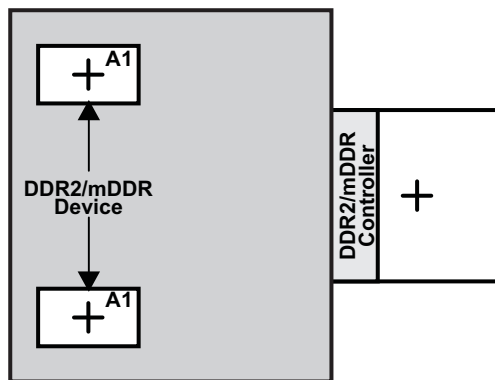 A1
DDR2/mDDR
Device
A1
DDR2/mDDR
Controller